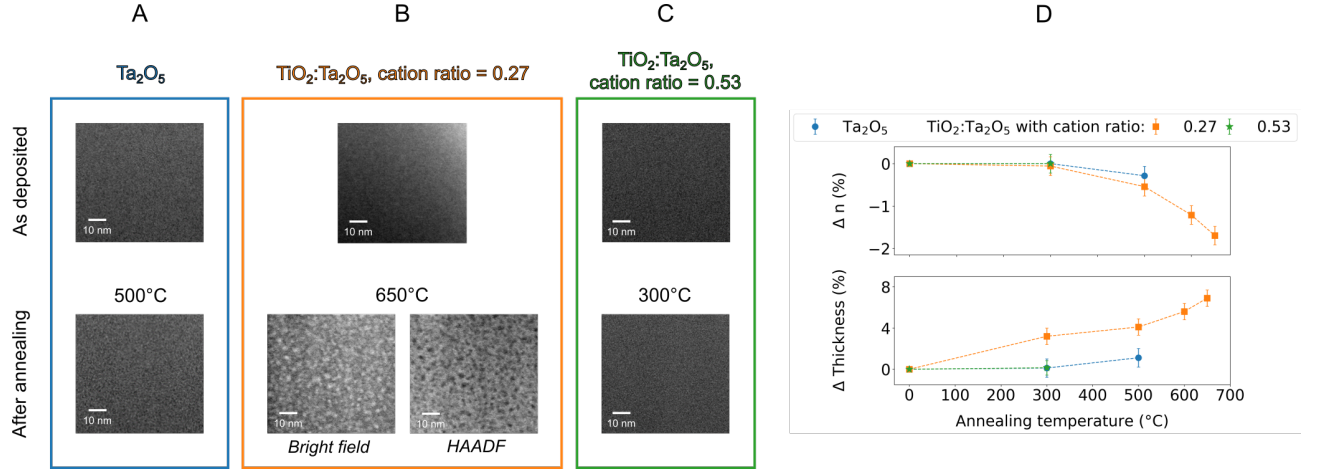 A
B
C
D
Ta₂O₅
TiO₂:Ta₂O₅, cation ratio = 0.27
TiO₂:Ta₂O₅,
cation ratio = 0.53
As deposited
10 nm
10 nm
10 nm
500°C
650°C
300°C
After annealing
10 nm
10 nm
10 nm
10 nm
Bright field
HAADF
Ta₂O₅ TiO₂:Ta₂O₅ with cation ratio: 0.27 0.53
Δ n (%)
0
−1
−2
Δ Thickness (%)
8
4
0
0 100 200 300 400 500 600 700
Annealing temperature (°C)